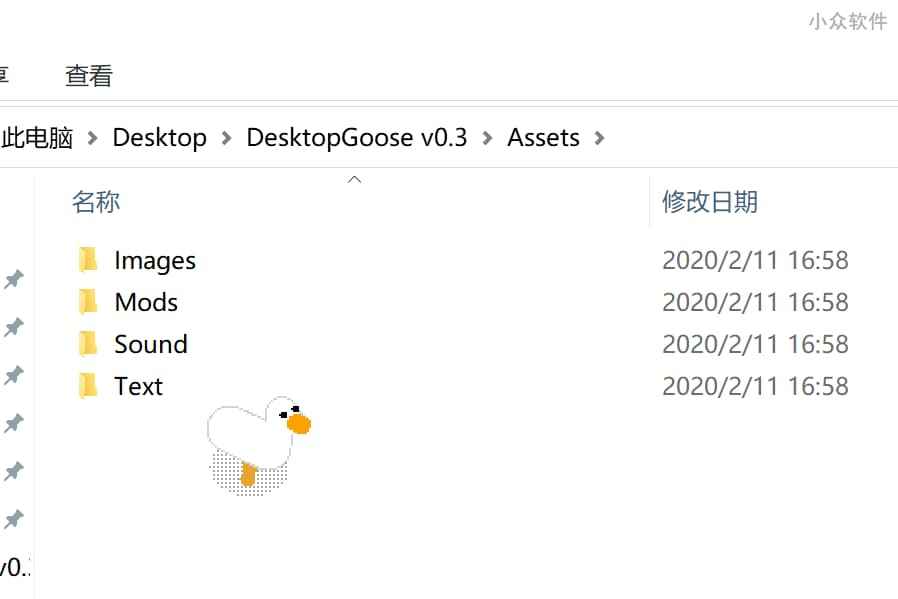 小众软件
享 查看
此电脑 > Desktop > DesktopGoose v0.3 > Assets >
名称 修改日期
Images 2020/2/11 16:58
Mods 2020/2/11 16:58
Sound 2020/2/11 16:58
Text 2020/2/11 16:58
v0.